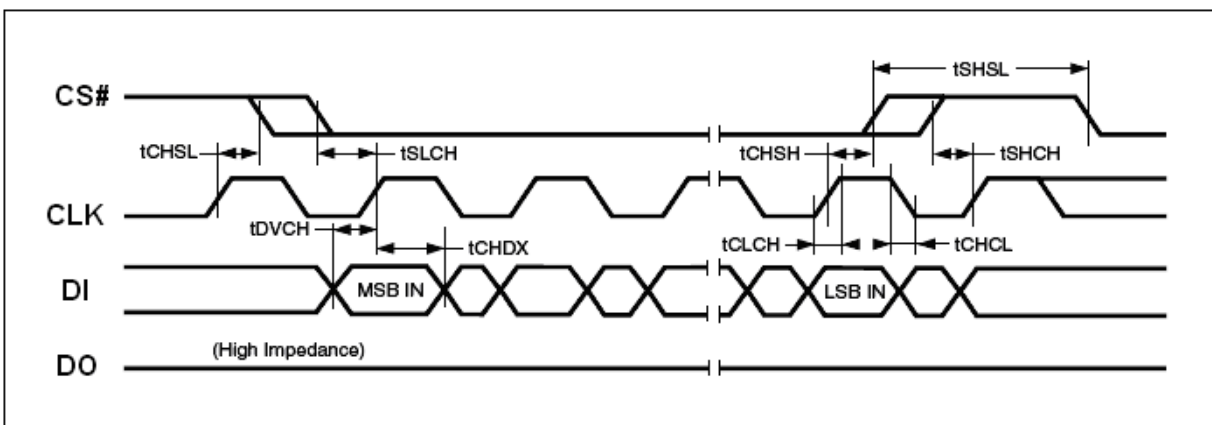 tSHSL
CS#
tCHSL
tSLCH
tCHSH
tSHCH
CLK
tDVCH
tCHDX
tCLCH
tCHCL
DI
MSB IN
LSB IN
(High Impedance)
DO